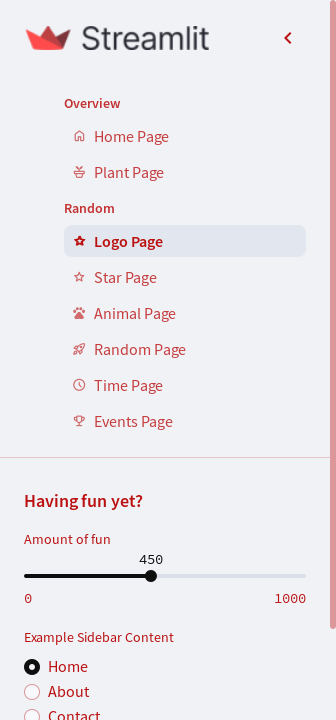 Streamlit
Overview
Home Page
Plant Page
Random
Logo Page
Star Page
Animal Page
Random Page
Time Page
Events Page
Having fun yet?
Amount of fun
450
0 1000
Example Sidebar Content
Home
About
Contact